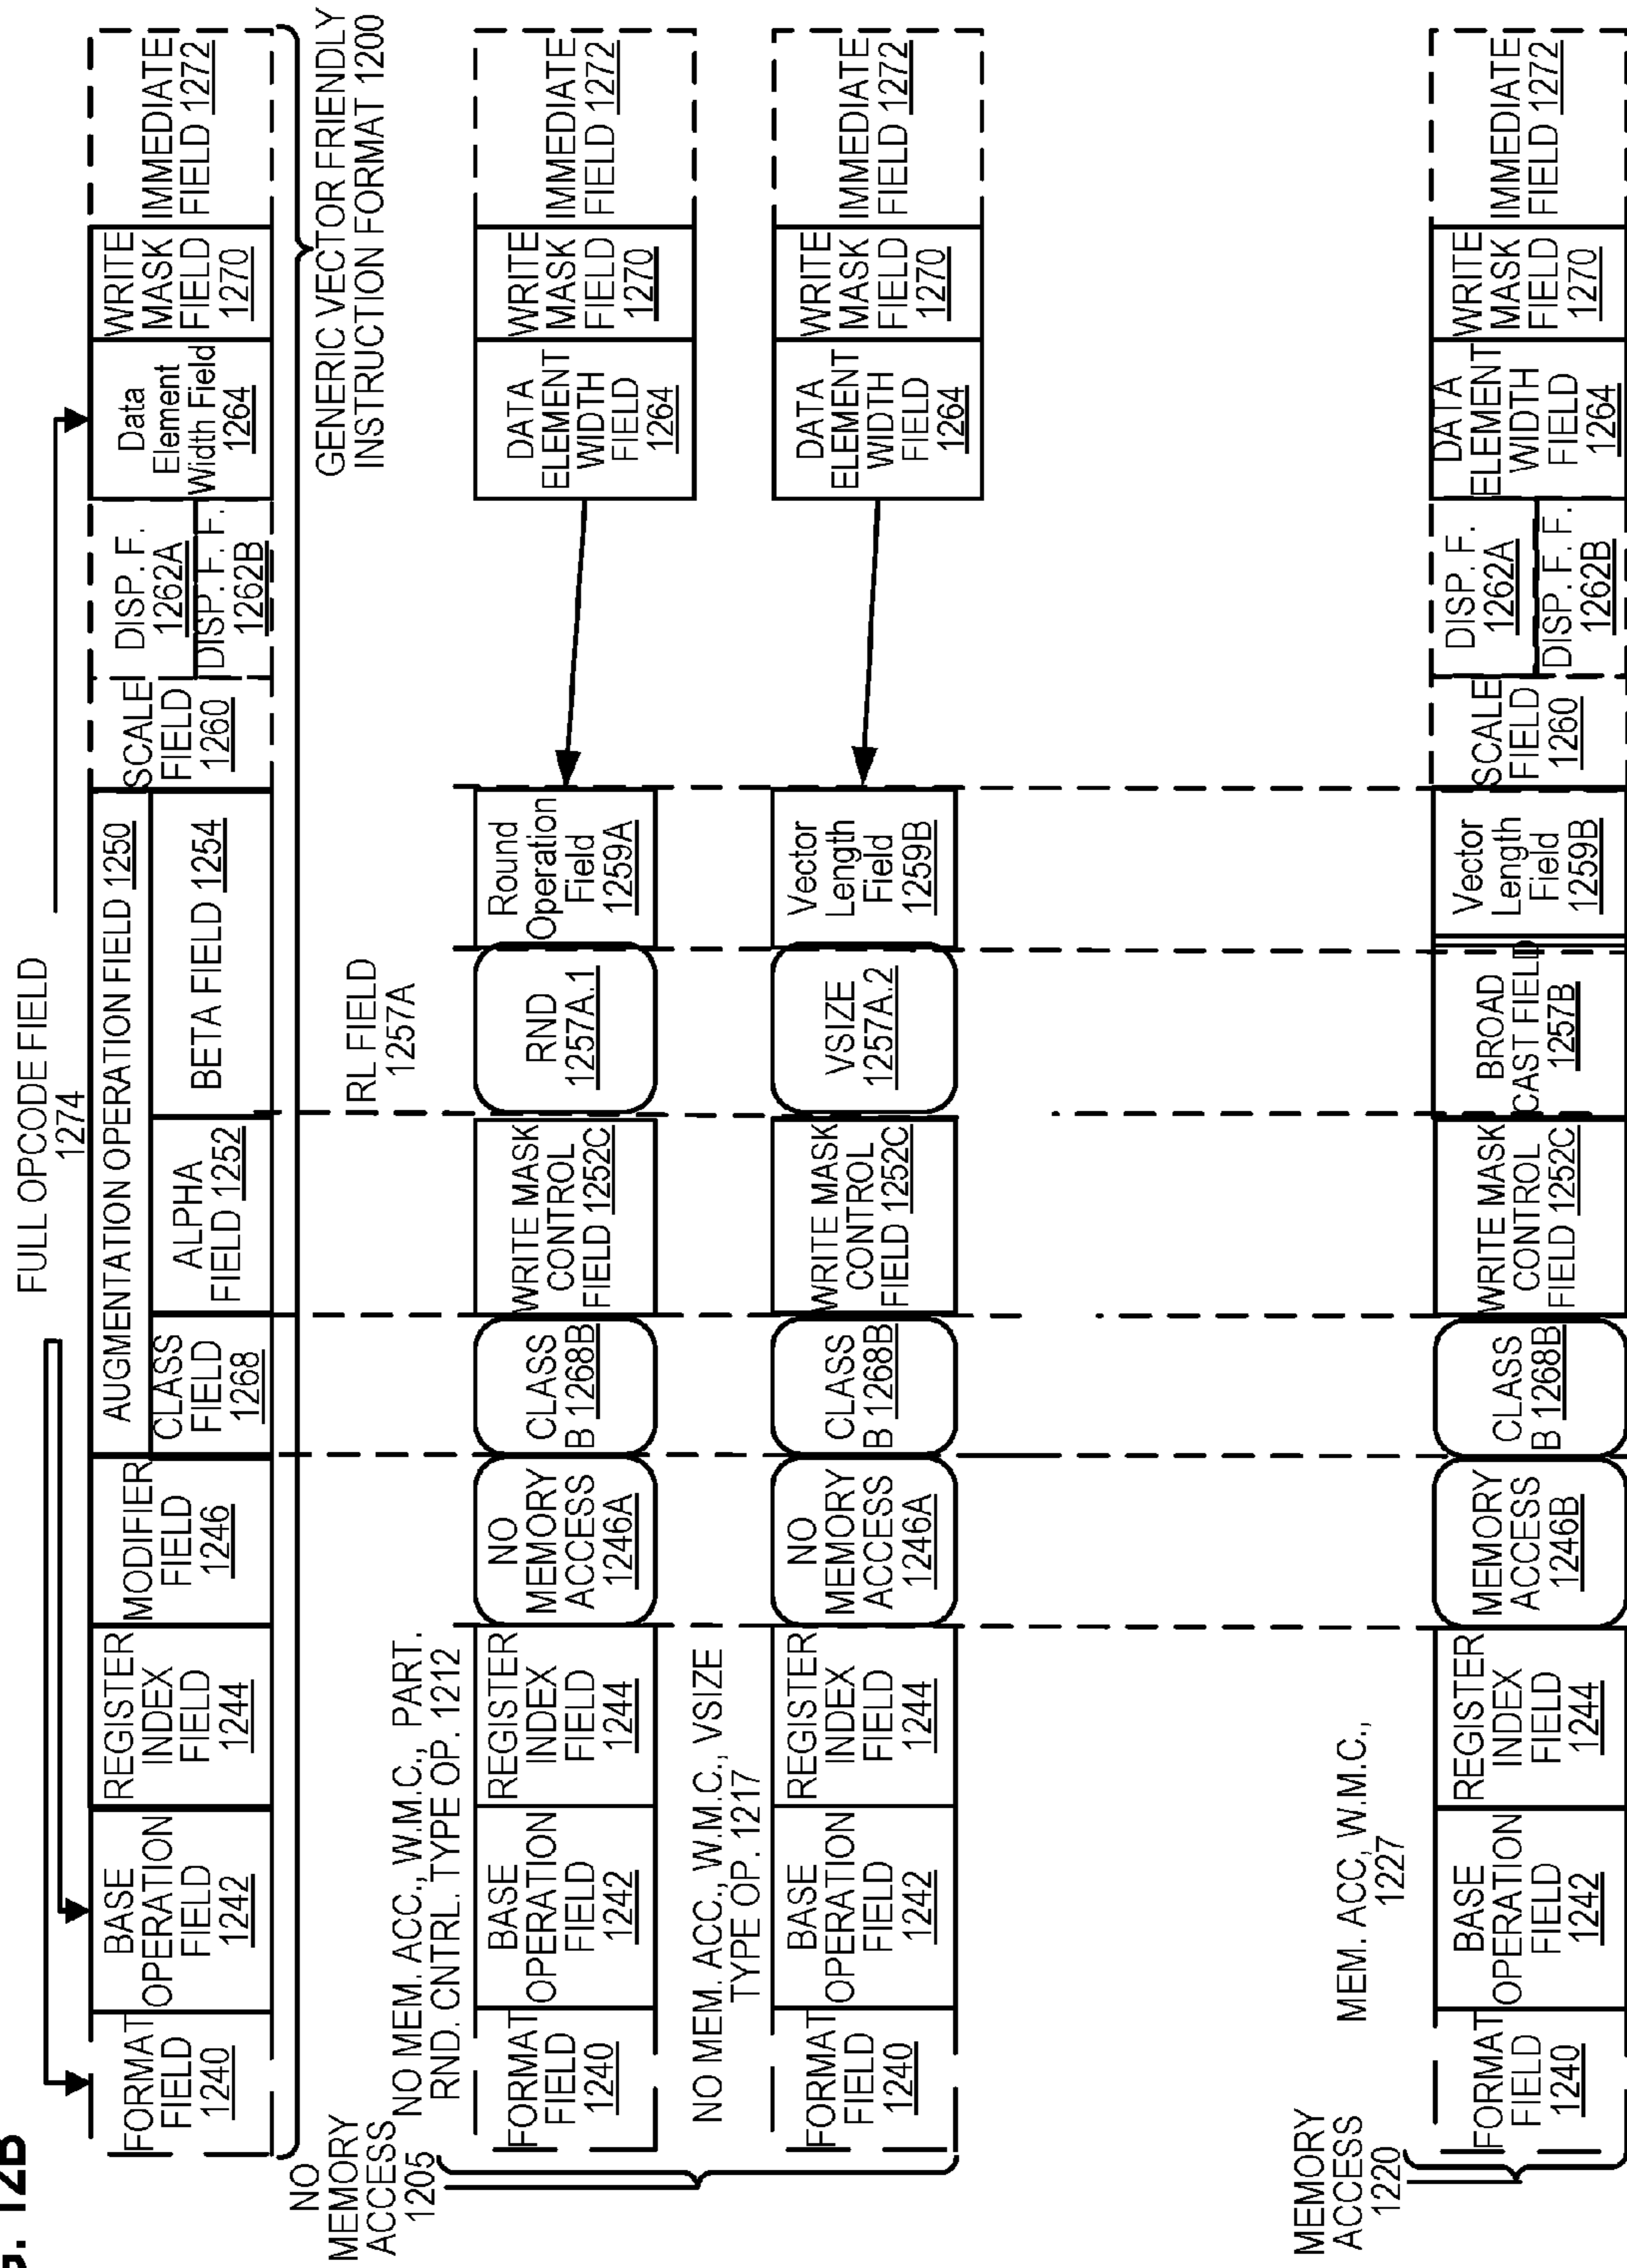 G. 12B
FULL OPCODE FIELD
1274
FORMAT
FIELD
1240
BASE
OPERATION
FIELD
1242
REGISTER
INDEX
FIELD
1244
MODIFIER
FIELD
1246
AUGMENTATION OPERATION FIELD 1250
CLASS
FIELD
1268
ALPHA
FIELD 1252
BETA FIELD 1254
SCALE
FIELD
1260
DISP. F.
1262A
DISP. F. F.
1262B
Data
Element
Width Field
1264
WRITE
MASK
FIELD
1270
IMMEDIATE
FIELD 1272
GENERIC VECTOR FRIENDLY
INSTRUCTION FORMAT 1200
NO
MEMORY
ACCESS
1205
NO MEM. ACC., W.M.C., PART.
RND. CNTRL. TYPE OP. 1212
RL FIELD
1257A
FORMAT
FIELD
1240
BASE
OPERATION
FIELD
1242
REGISTER
INDEX
FIELD
1244
NO
MEMORY
ACCESS
1246A
CLASS
B 1268B
WRITE MASK
CONTROL
FIELD 1252C
RND
1257A.1
Round
Operation
Field
1259A
DATA
ELEMENT
WIDTH
FIELD
1264
WRITE
MASK
FIELD
1270
IMMEDIATE
FIELD 1272
NO MEM. ACC., W.M.C., VSIZE
TYPE OP. 1217
FORMAT
FIELD
1240
BASE
OPERATION
FIELD
1242
REGISTER
INDEX
FIELD
1244
NO
MEMORY
ACCESS
1246A
CLASS
B 1268B
WRITE MASK
CONTROL
FIELD 1252C
VSIZE
1257A.2
Vector
Length
Field
1259B
DATA
ELEMENT
WIDTH
FIELD
1264
WRITE
MASK
FIELD
1270
IMMEDIATE
FIELD 1272
MEMORY
ACCESS
1220
MEM. ACC, W.M.C.,
1227
FORMAT
FIELD
1240
BASE
OPERATION
FIELD
1242
REGISTER
INDEX
FIELD
1244
MEMORY
ACCESS
1246B
CLASS
B 1268B
WRITE MASK
CONTROL
FIELD 1252C
BROAD
CAST FIELD
1257B
Vector
Length
Field
1259B
SCALE
FIELD
1260
DISP. F.
1262A
DISP. F. F.
1262B
DATA
ELEMENT
WIDTH
FIELD
1264
WRITE
MASK
FIELD
1270
IMMEDIATE
FIELD 1272